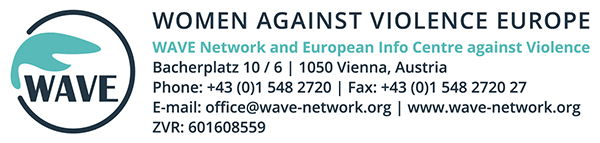 WAVE
WOMEN AGAINST VIOLENCE EUROPE
WAVE Network and European Info Centre against Violence
Bacherplatz 10 / 6 | 1050 Vienna, Austria
Phone: +43 (0)1 548 2720 | Fax: +43 (0)1 548 2720 27
E-mail: office@wave-network.org | www.wave-network.org
ZVR: 601608559